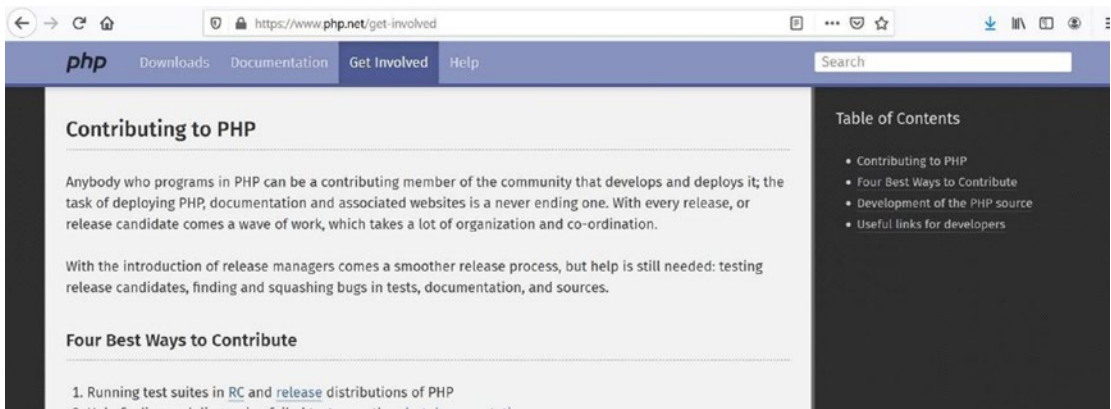 https://www.php.net/get-involved
php Downloads Documentation Get Involved Help Search
Contributing to PHP
Anybody who programs in PHP can be a contributing member of the community that develops and deploys it; the
task of deploying PHP, documentation and associated websites is a never ending one. With every release, or
release candidate comes a wave of work, which takes a lot of organization and co-ordination.
With the introduction of release managers comes a smoother release process, but help is still needed: testing
release candidates, finding and squashing bugs in tests, documentation, and sources.
Four Best Ways to Contribute
1. Running test suites in RC and release distributions of PHP
Table of Contents
• Contributing to PHP
• Four Best Ways to Contribute
• Development of the PHP source
• Useful links for developers